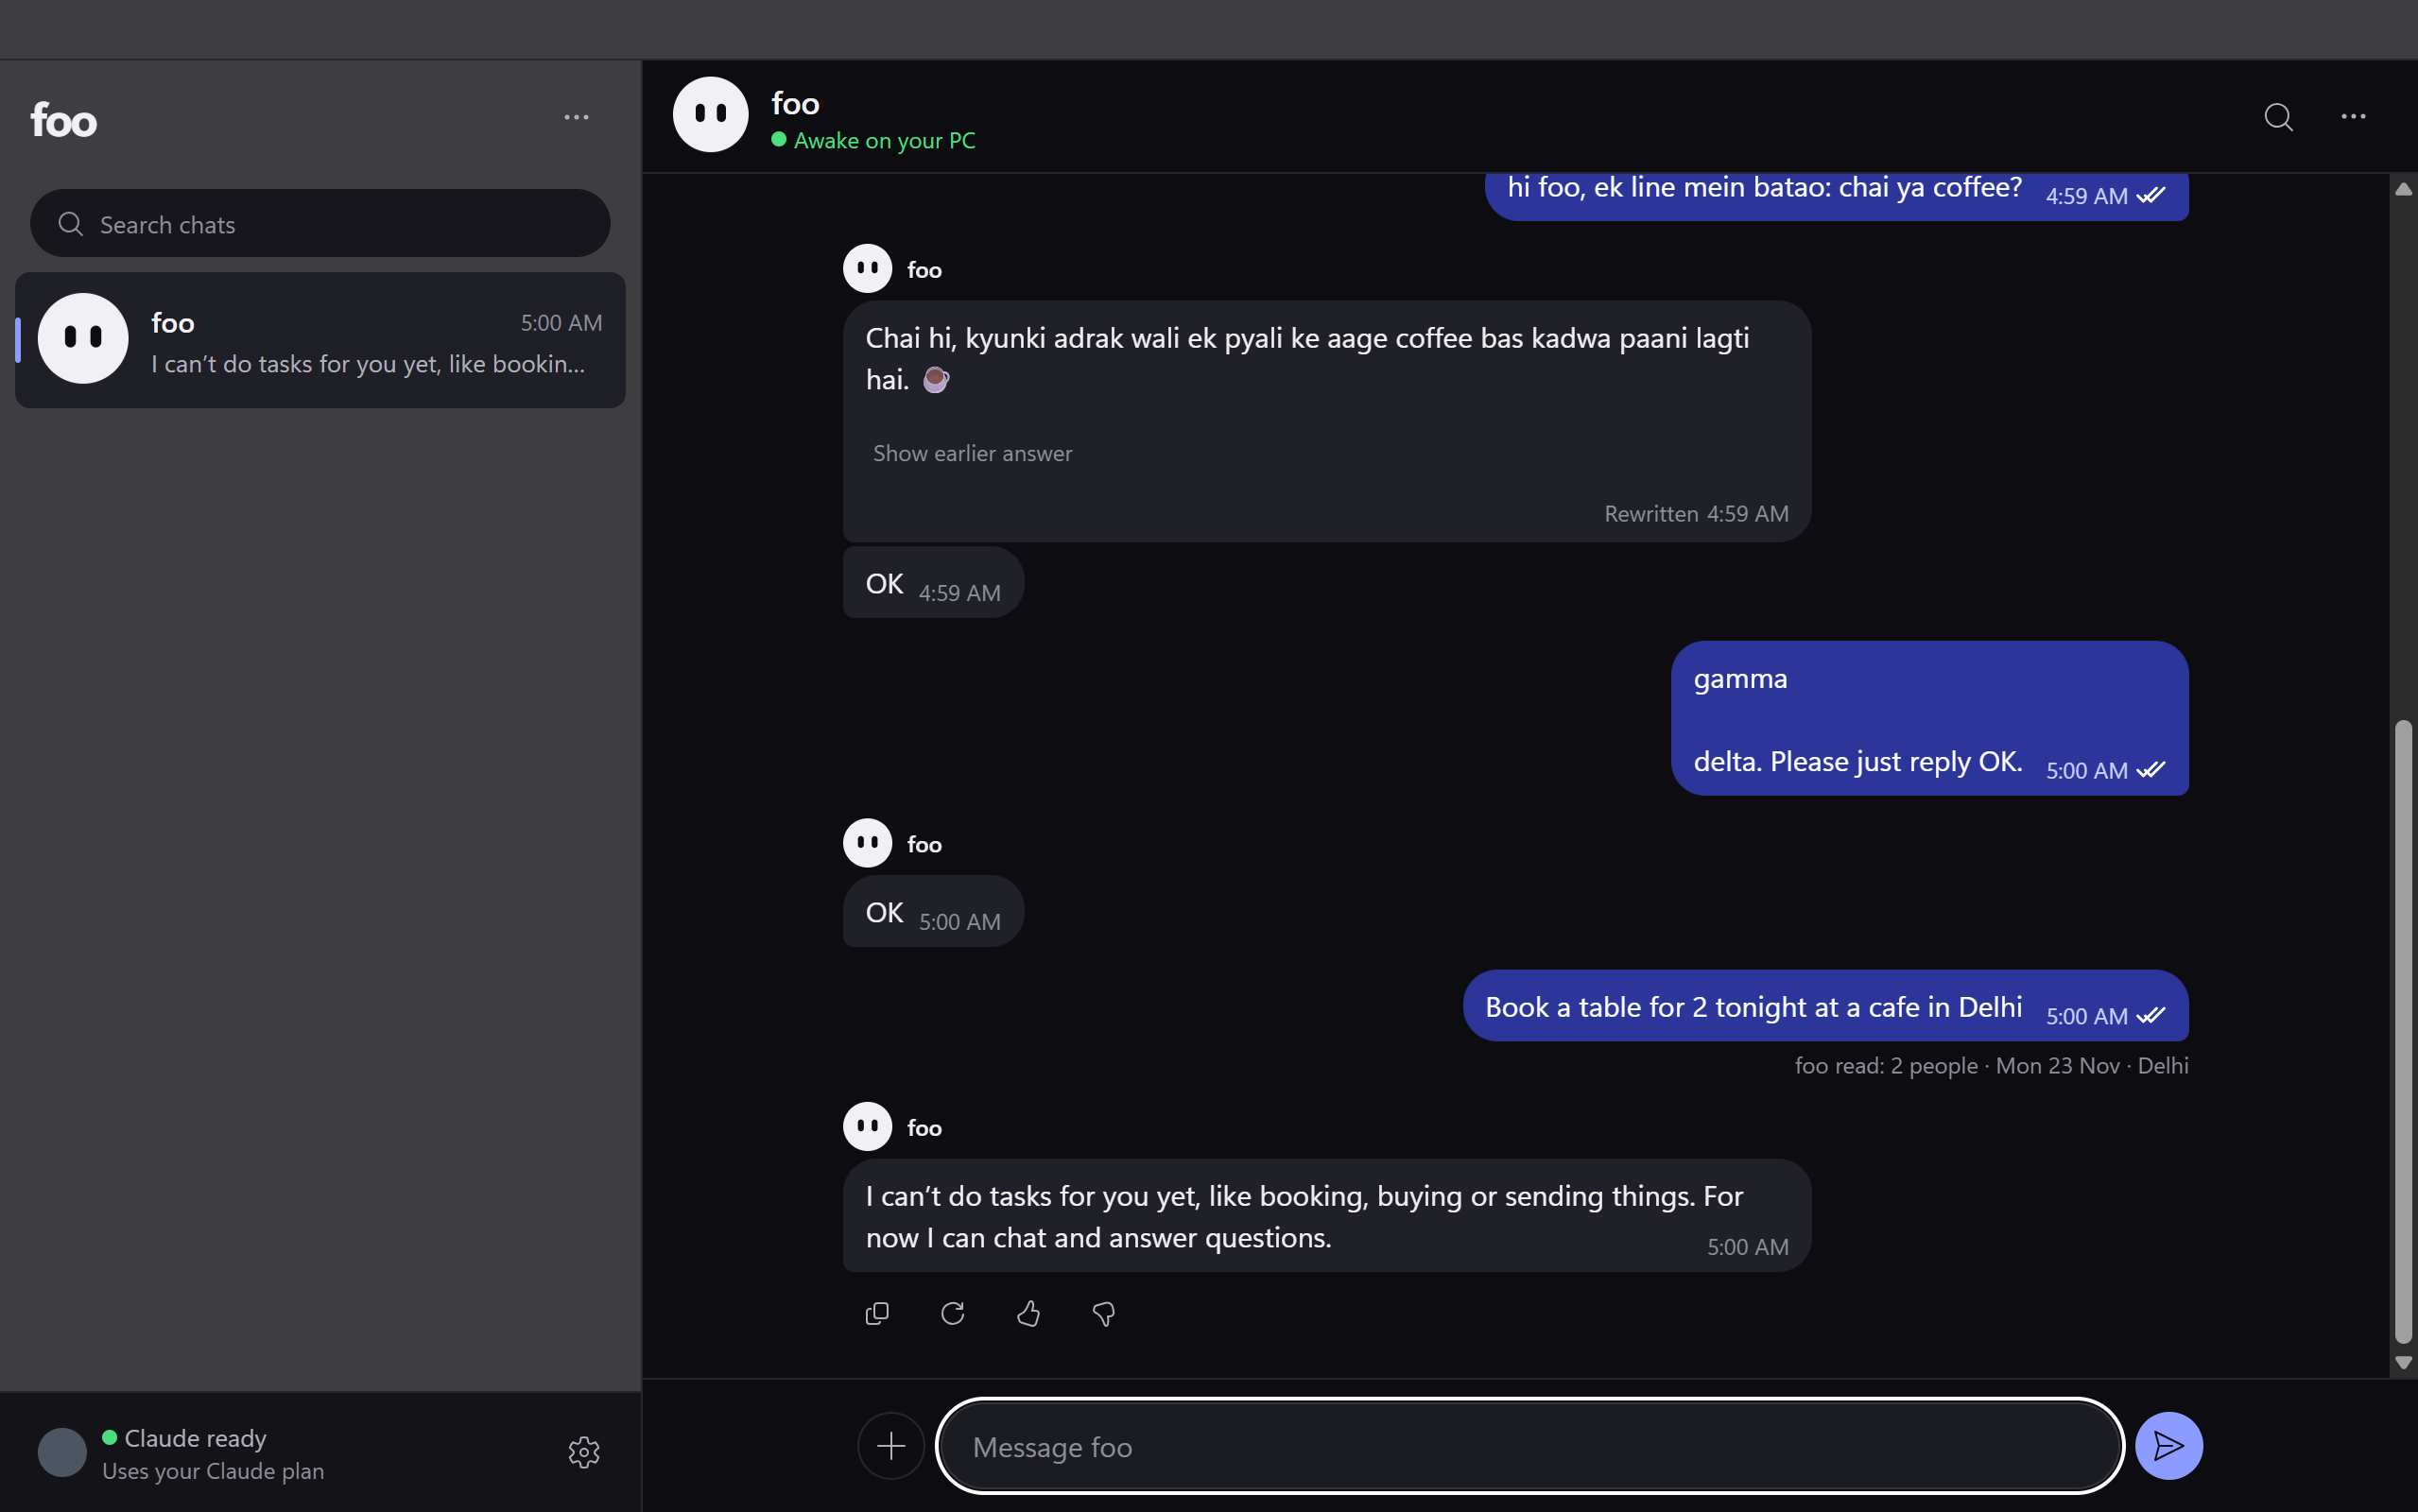 foo
Search chats
foo
5:00 AM
I can’t do tasks for you yet, like bookin...
Claude ready
Uses your Claude plan
foo
Awake on your PC
hi foo, ek line mein batao: chai ya coffee? 4:59 AM
foo
Chai hi, kyunki adrak wali ek pyali ke aage coffee bas kadwa paani lagti
hai. ☕
Show earlier answer
Rewritten 4:59 AM
OK 4:59 AM
gamma
delta. Please just reply OK. 5:00 AM
foo
OK 5:00 AM
Book a table for 2 tonight at a cafe in Delhi 5:00 AM
foo read: 2 people · Mon 23 Nov · Delhi
foo
I can’t do tasks for you yet, like booking, buying or sending things. For
now I can chat and answer questions. 5:00 AM
Message foo